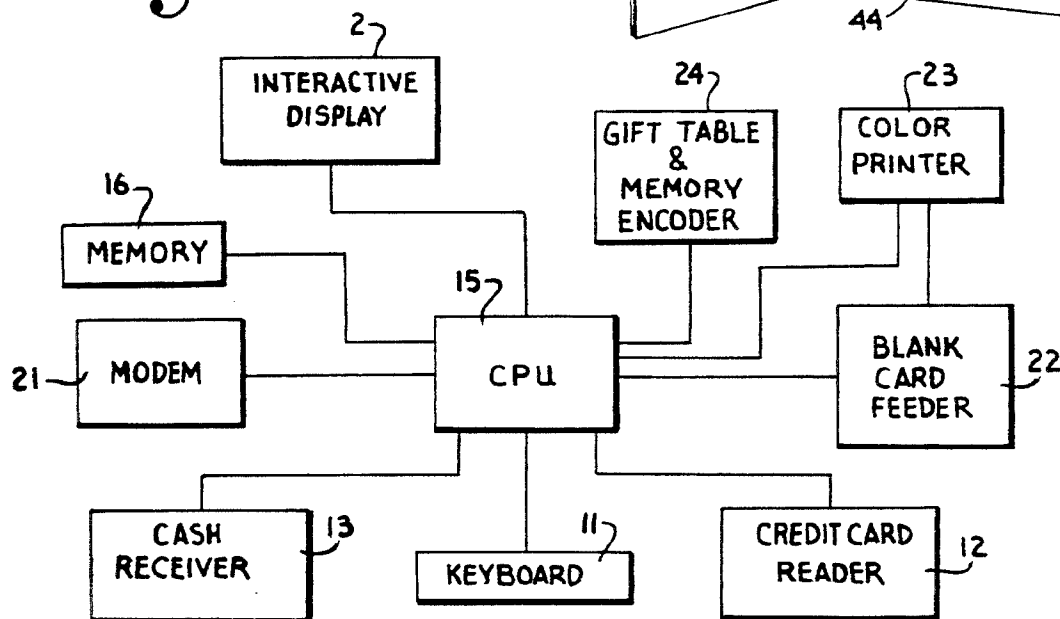 44
2
INTERACTIVE
DISPLAY
24
GIFT TABLE
&
MEMORY
ENCODER
23
COLOR
PRINTER
16
MEMORY
15
CPU
21
MODEM
BLANK
CARD
FEEDER
22
CASH
RECEIVER
13
11
KEYBOARD
CREDIT CARD
READER
12